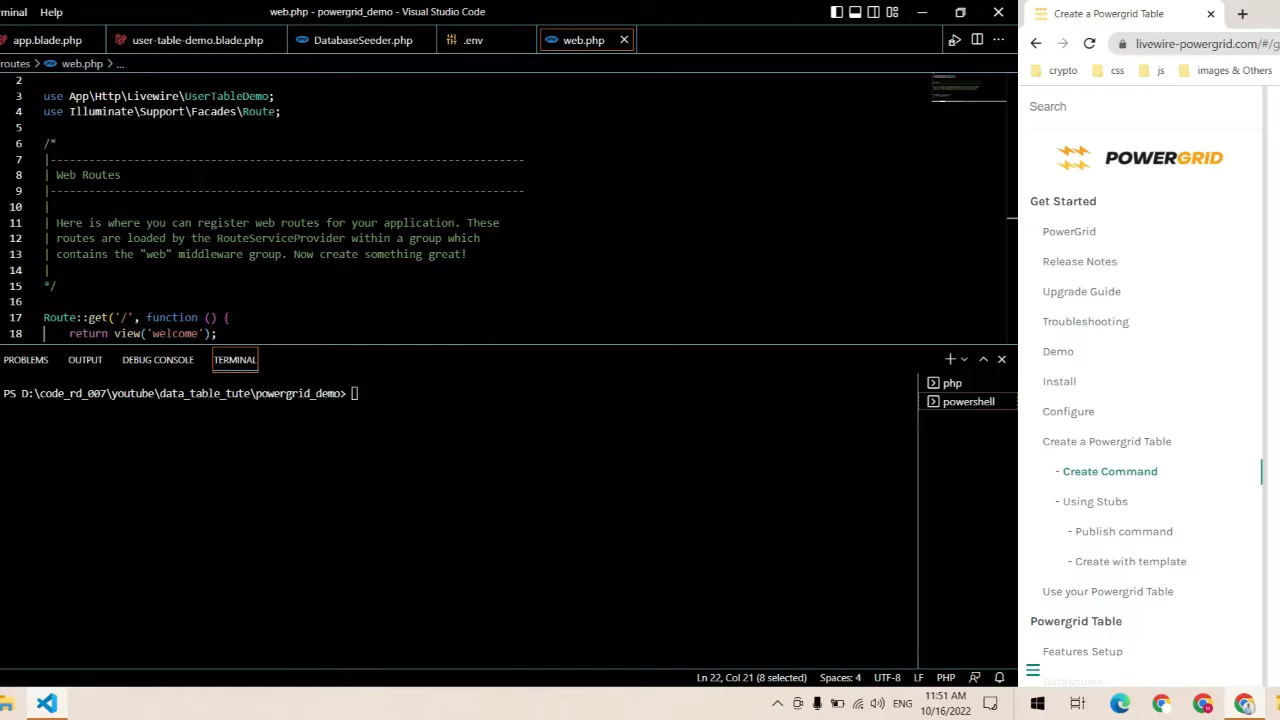 rminal Help
web.php - powergrid_demo - Visual Studio Code
app.blade.php
user-table-demo.blade.php
DatabaseSeeder.php
.env
web.php
routes > web.php > ...
2
3 use App\Http\Livewire\UserTableDemo;
4 use Illuminate\Support\Facades\Route;
5
6 /*
7 |--------------------------------------------------------------------------
8 | Web Routes
9 |--------------------------------------------------------------------------
10 |
11 | Here is where you can register web routes for your application. These
12 | routes are loaded by the RouteServiceProvider within a group which
13 | contains the "web" middleware group. Now create something great!
14 |
15 */
16
17 Route::get('/', function () {
18 return view('welcome');
PROBLEMS OUTPUT DEBUG CONSOLE TERMINAL
PS D:\code_rd_007\youtube\data_table_tute\powergrid_demo>
php
powershell
Ln 22, Col 21 (8 selected) Spaces: 4 UTF-8 LF PHP
ENG
11:51 AM
10/16/2022
Create a Powergrid Table
livewire-powergrid.com/#/g
crypto css js images & Others
Search
POWERGRID
Get Started
PowerGrid
Release Notes
Upgrade Guide
Troubleshooting
Demo
Install
Configure
Create a Powergrid Table
- Create Command
- Using Stubs
- Publish command
- Create with template
Use your Powergrid Table
Powergrid Table
Features Setup
Datasource